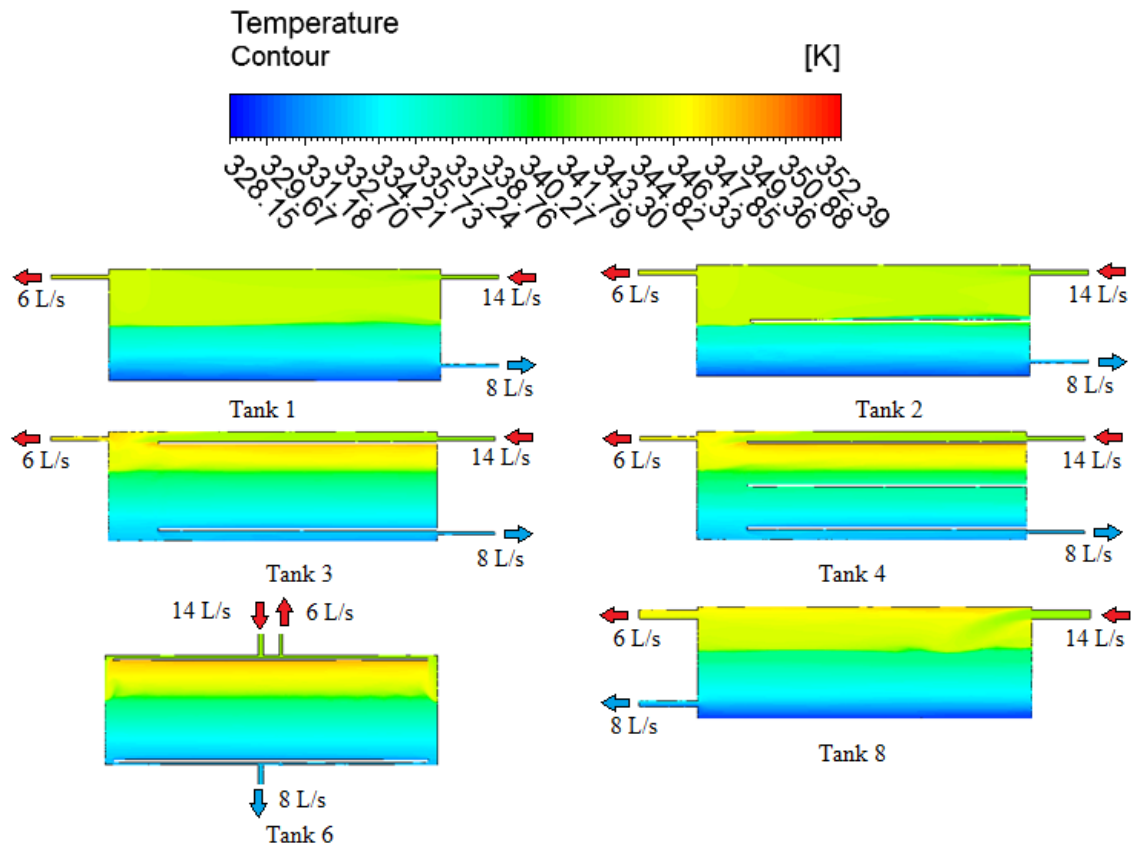 Temperature
Contour [K]
328.15
329.67
331.18
332.70
334.21
335.73
337.24
338.76
340.27
341.79
343.30
344.82
346.33
347.85
349.36
350.88
352.39
6 L/s 14 L/s
8 L/s
Tank 1
6 L/s 14 L/s
8 L/s
Tank 2
6 L/s 14 L/s
8 L/s
Tank 3
6 L/s 14 L/s
8 L/s
Tank 4
14 L/s 6 L/s
8 L/s
Tank 6
6 L/s 14 L/s
8 L/s
Tank 8